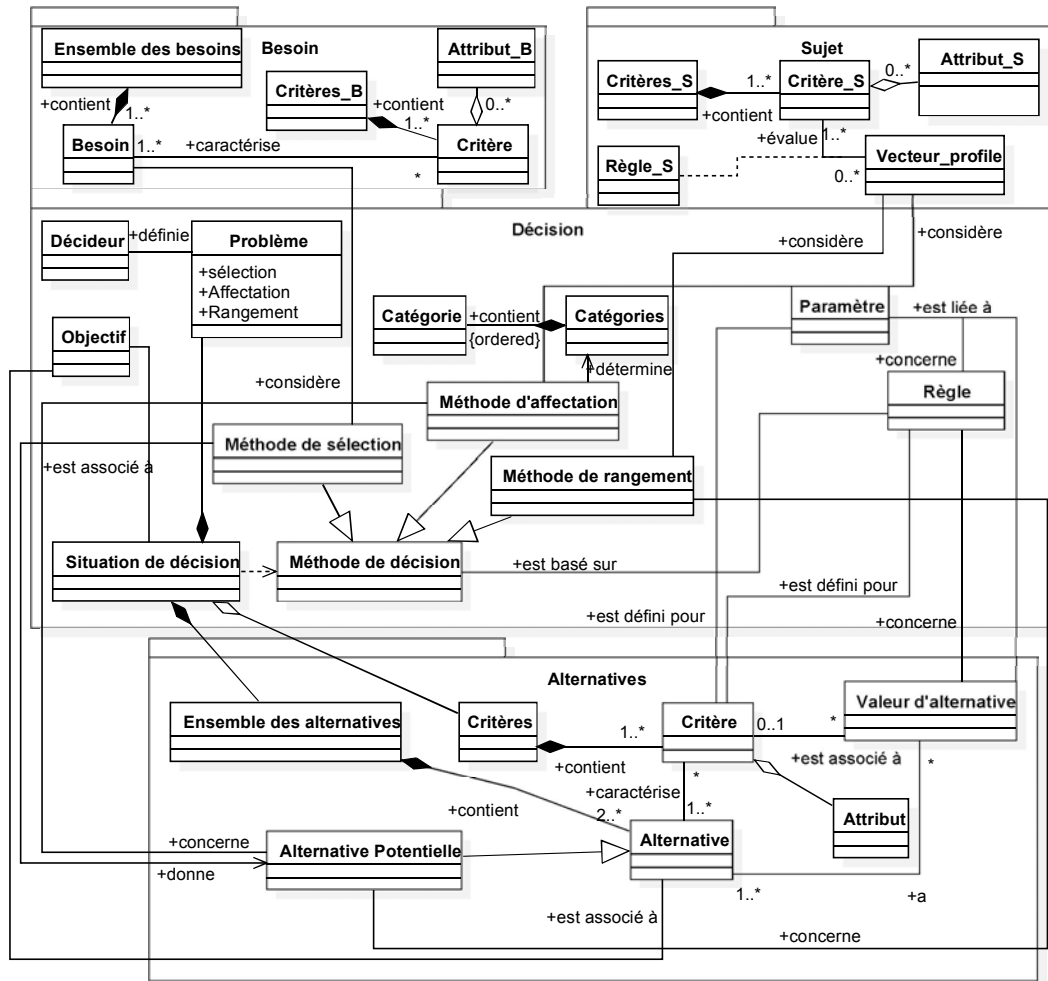 Ensemble des besoins
Besoin
Attribut_B
+contient
1..*
Critères_B
+contient
1..*
0..*
Besoin
1..*
+caractérise
Critère
*
Sujet
Critères_S
1..*
Critère_S
0..*
Attribut_S
+contient
+évalue
1..*
Règle_S
Vecteur_profile
0..*
Décision
Décideur
+définie
Problème
+sélection
+Affectation
+Rangement
+considère
+considère
Objectif
Catégorie
+contient
{ordered}
Catégories
Paramètre
+est liée à
+détermine
+concerne
+considère
Méthode d'affectation
Règle
Méthode de sélection
+est associé à
Méthode de rangement
Situation de décision
Méthode de décision
+est basé sur
+est défini pour
+est défini pour
+concerne
Alternatives
Ensemble des alternatives
Critères
1..*
Critère
0..1
*
Valeur d'alternative
+contient
+est associé à
*
+caractérise
*
1..*
+contient
2..*
Attribut
+concerne
Alternative Potentielle
Alternative
+donne
1..*
+a
+est associé à
+concerne